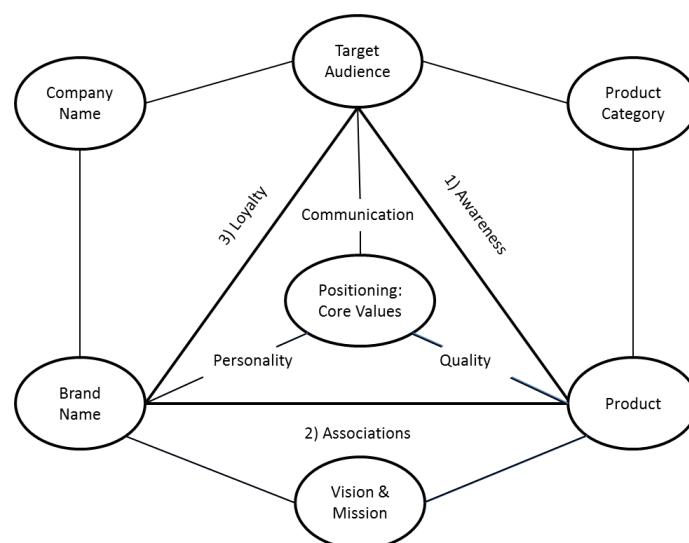 Target
Audience
Company
Name
Product
Category
3) Loyalty
1) Awareness
Communication
Positioning:
Core Values
Personality
Quality
Brand
Name
Product
2) Associations
Vision &
Mission